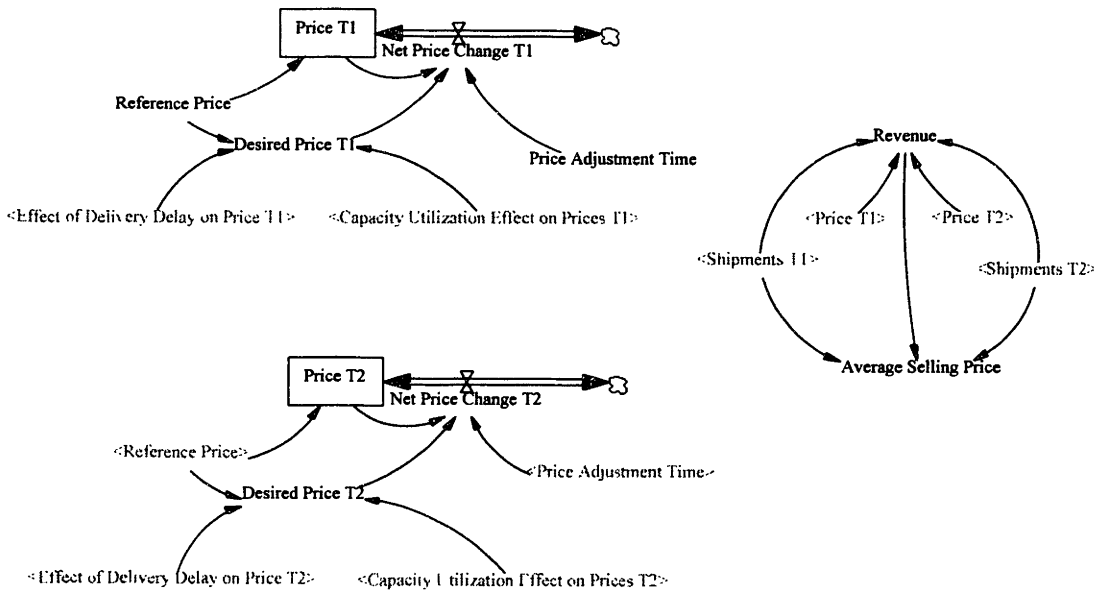 Price T1
Net Price Change T1
Reference Price
Desired Price T1
Price Adjustment Time
<Effect of Delivery Delay on Price T1>
<Capacity Utilization Effect on Prices T1>
Revenue
<Price T1>
<Price T2>
<Shipments T1>
<Shipments T2>
Average Selling Price
Price T2
Net Price Change T2
<Reference Price>
<Price Adjustment Time>
Desired Price T2
<Effect of Delivery Delay on Price T2>
<Capacity Utilization Effect on Prices T2>